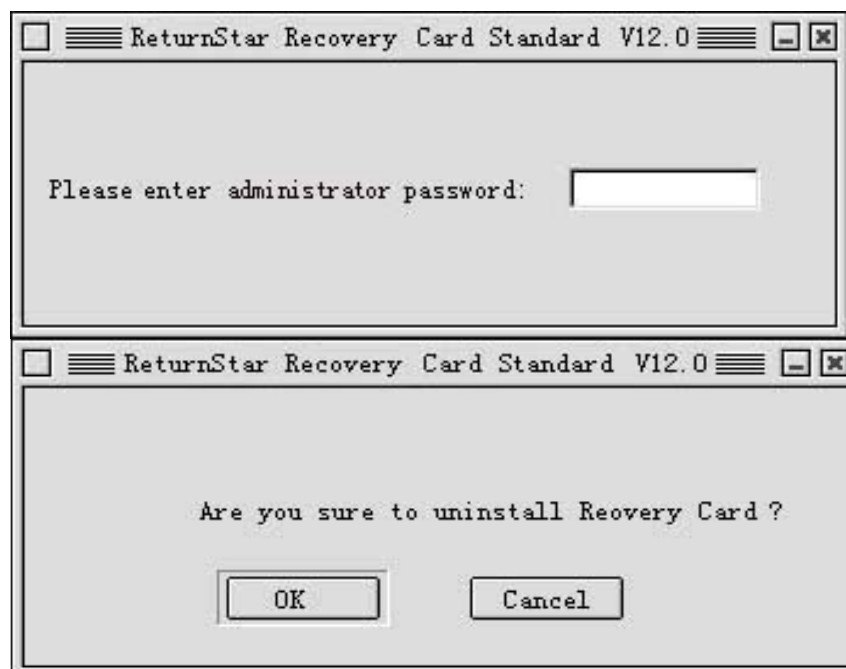 ReturnStar Recovery Card Standard V12.0
Please enter administrator password:
ReturnStar Recovery Card Standard V12.0
Are you sure to uninstall Reovery Card ?
OK Cancel